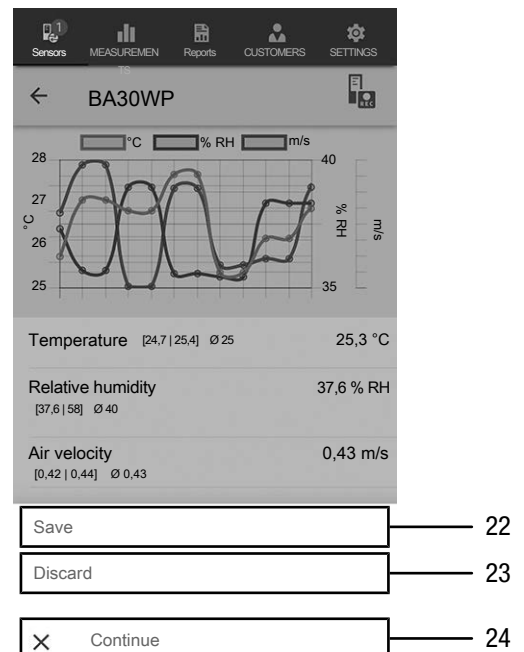 1
Sensors MEASUREMEN Reports CUSTOMERS SETTINGS
TS
BA30WP
REC
°C % RH m/s
28 40
27
°C % RH m/s
26
25 35
Temperature [24,7 | 25,4] Ø 25 25,3 °C
Relative humidity 37,6 % RH
[37,6 | 58] Ø 40
Air velocity 0,43 m/s
[0,42 | 0,44] Ø 0,43
Save 22
Discard 23
Continue 24